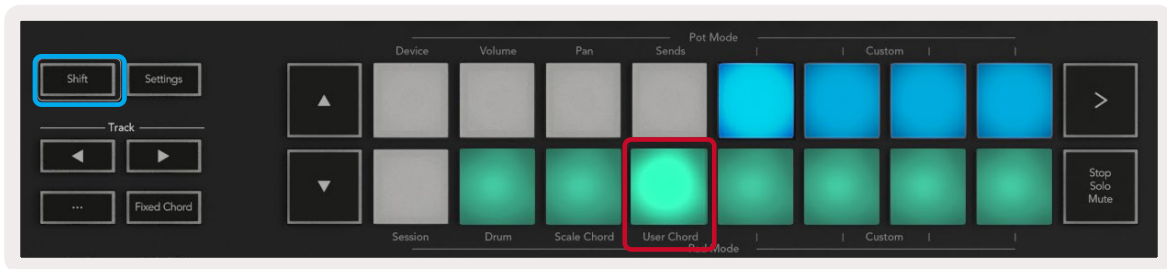 Pot Mode
Device Volume Pan Sends Custom
Shift Settings
Track
... Fixed Chord
Stop
Solo
Mute
Session Drum Scale Chord User Chord Custom
Pad Mode